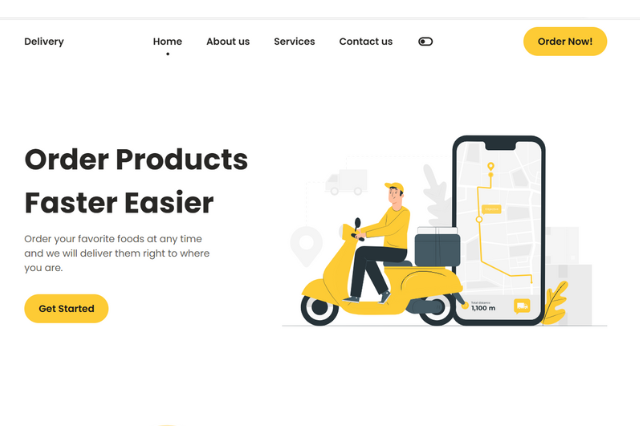 Delivery
Home
About us
Services
Contact us
Order Now!
Order Products
Faster Easier
Order your favorite foods at any time
and we will deliver them right to where
you are.
Get Started
1,100 m